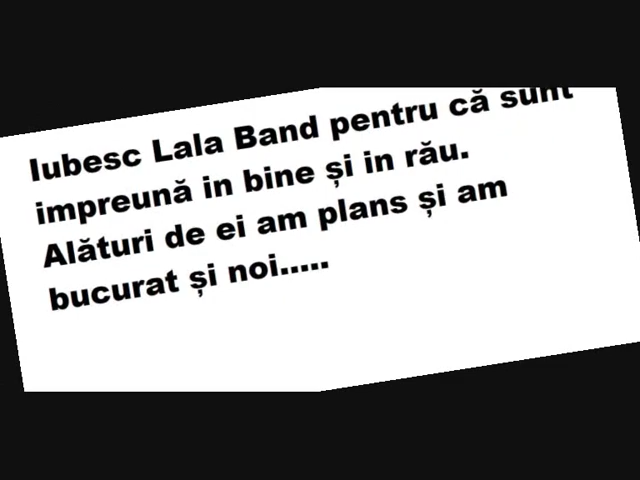 Iubesc Lala Band pentru că sunt
impreună in bine și in rău.
Alături de ei am plans și am
bucurat și noi.....